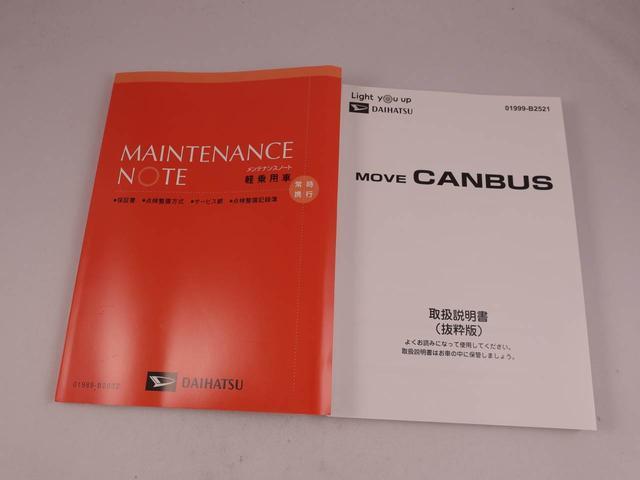 MAINTENANCE
NOTE
メンテナンスノート
軽乗用車
常時
携行
●保証書 ●点検整備方式 ●サービス網 ●点検整備記録簿
DAIHATSU
Light you up
DAIHATSU
01999-B2521
MOVE CANBUS
取扱説明書
（抜粋版）
よくお読みになって使用してください。
取扱説明書はお車の中に保管しましょう。